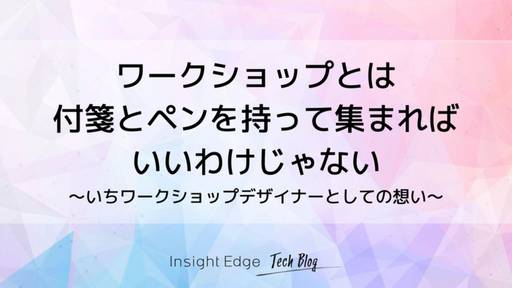 ワークショップとは
付箋とペンを持って集まれば
いいわけじゃない
～いちワークショップデザイナーとしての想い～
Insight Edge Tech Blog